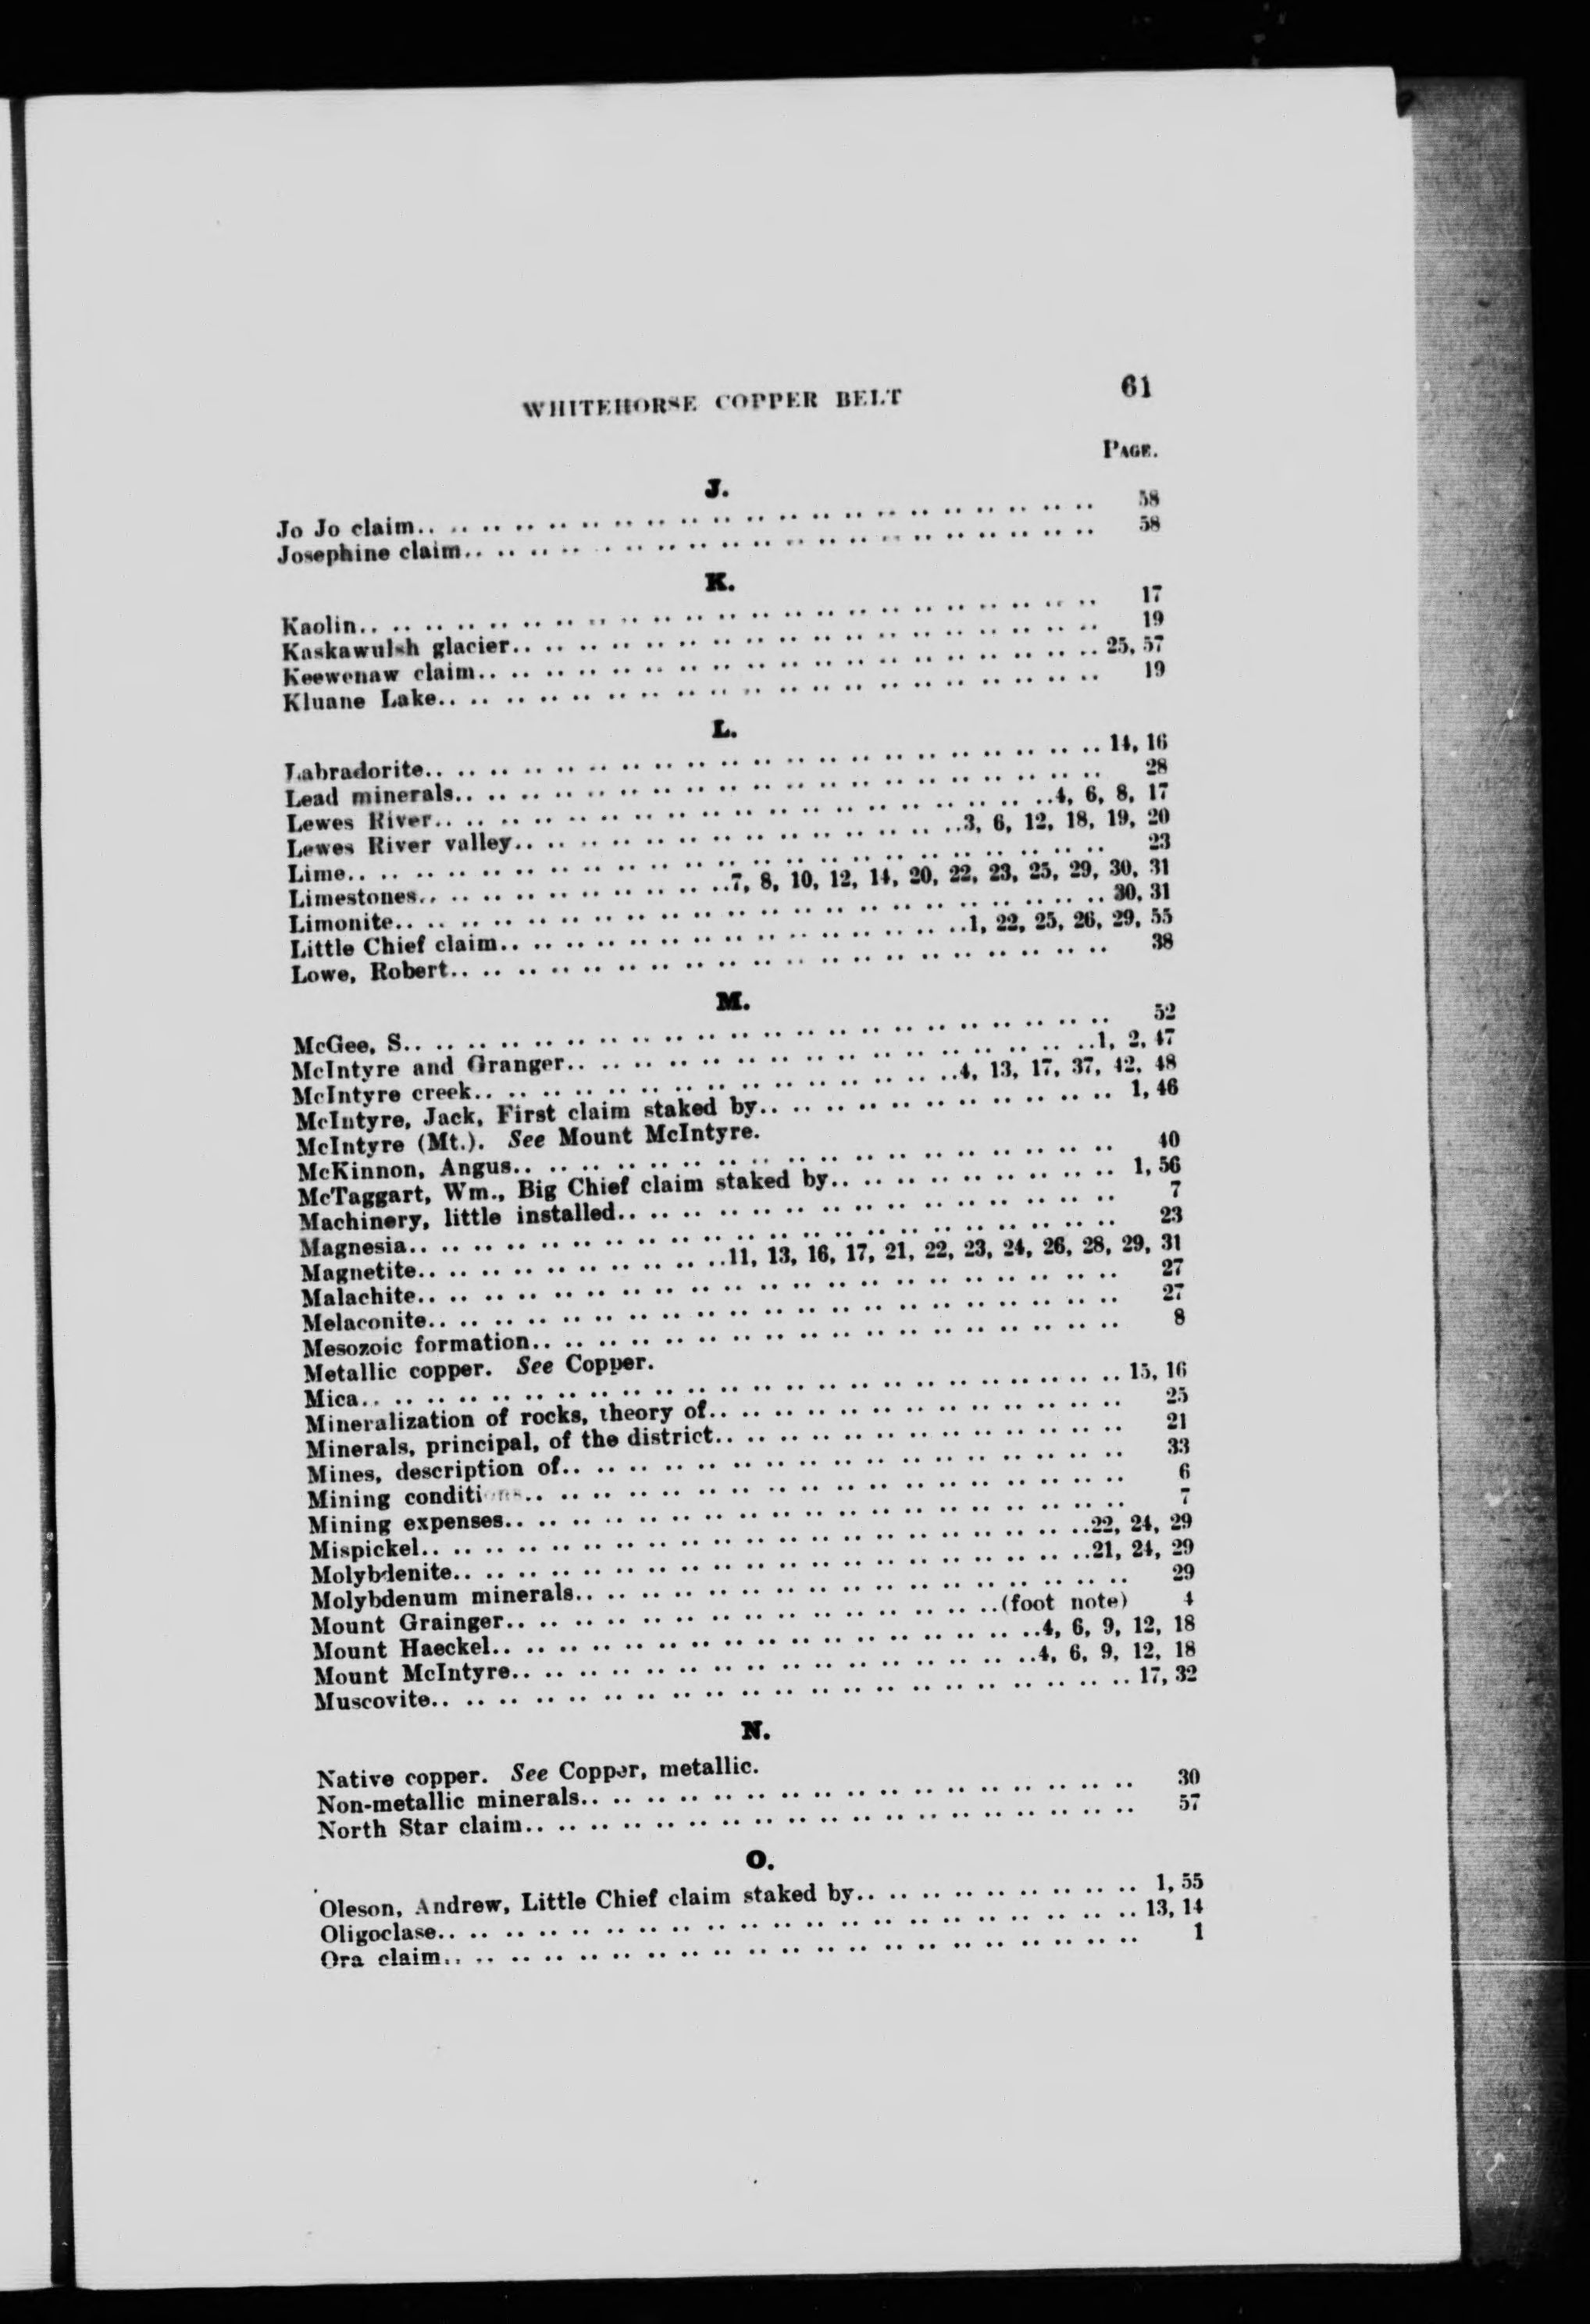 WHITEHORSE COPPER BELT 61
PAGE.
J.
Jo Jo claim.. 58
Josephine claim.. 58
K.
Kaolin.. 17
Kaskawulsh glacier.. 19
Keewenaw claim.. 25, 57
Kluane Lake.. 19
L.
Labradorite.. 14, 16
Lead minerals.. 28
Lewes River.. 4, 6, 8, 17
Lewes River valley.. 3, 6, 12, 18, 19, 20
Lime.. 23
Limestones.. 7, 8, 10, 12, 14, 20, 22, 23, 25, 29, 30, 31
Limonite.. 30, 31
Little Chief claim.. 1, 22, 25, 26, 29, 55
Lowe, Robert.. 38
M.
McGee, S.. 52
McIntyre and Granger.. 1, 2, 47
McIntyre creek.. 4, 13, 17, 37, 42, 48
McIntyre, Jack, First claim staked by.. 1, 46
McIntyre (Mt.). See Mount McIntyre.
McKinnon, Angus.. 40
McTaggart, Wm., Big Chief claim staked by.. 1, 56
Machinery, little installed.. 7
Magnesia.. 23
Magnetite.. 11, 13, 16, 17, 21, 22, 23, 24, 26, 28, 29, 31
Malachite.. 27
Melaconite.. 27
Mesozoic formation.. 8
Metallic copper. See Copper.
Mica.. 15, 16
Mineralization of rocks, theory of.. 25
Minerals, principal, of the district.. 21
Mines, description of.. 33
Mining conditions.. 6
Mining expenses.. 7
Mispickel.. 22, 24, 29
Molybdenite.. 21, 24, 29
Molybdenum minerals.. 29
Mount Grainger.. (foot note) 4
Mount Haeckel.. 4, 6, 9, 12, 18
Mount McIntyre.. 4, 6, 9, 12, 18
Muscovite.. 17, 32
N.
Native copper. See Copper, metallic.
Non-metallic minerals.. 30
North Star claim.. 57
O.
Oleson, Andrew, Little Chief claim staked by.. 1, 55
Oligoclase.. 13, 14
Ora claim.. 1